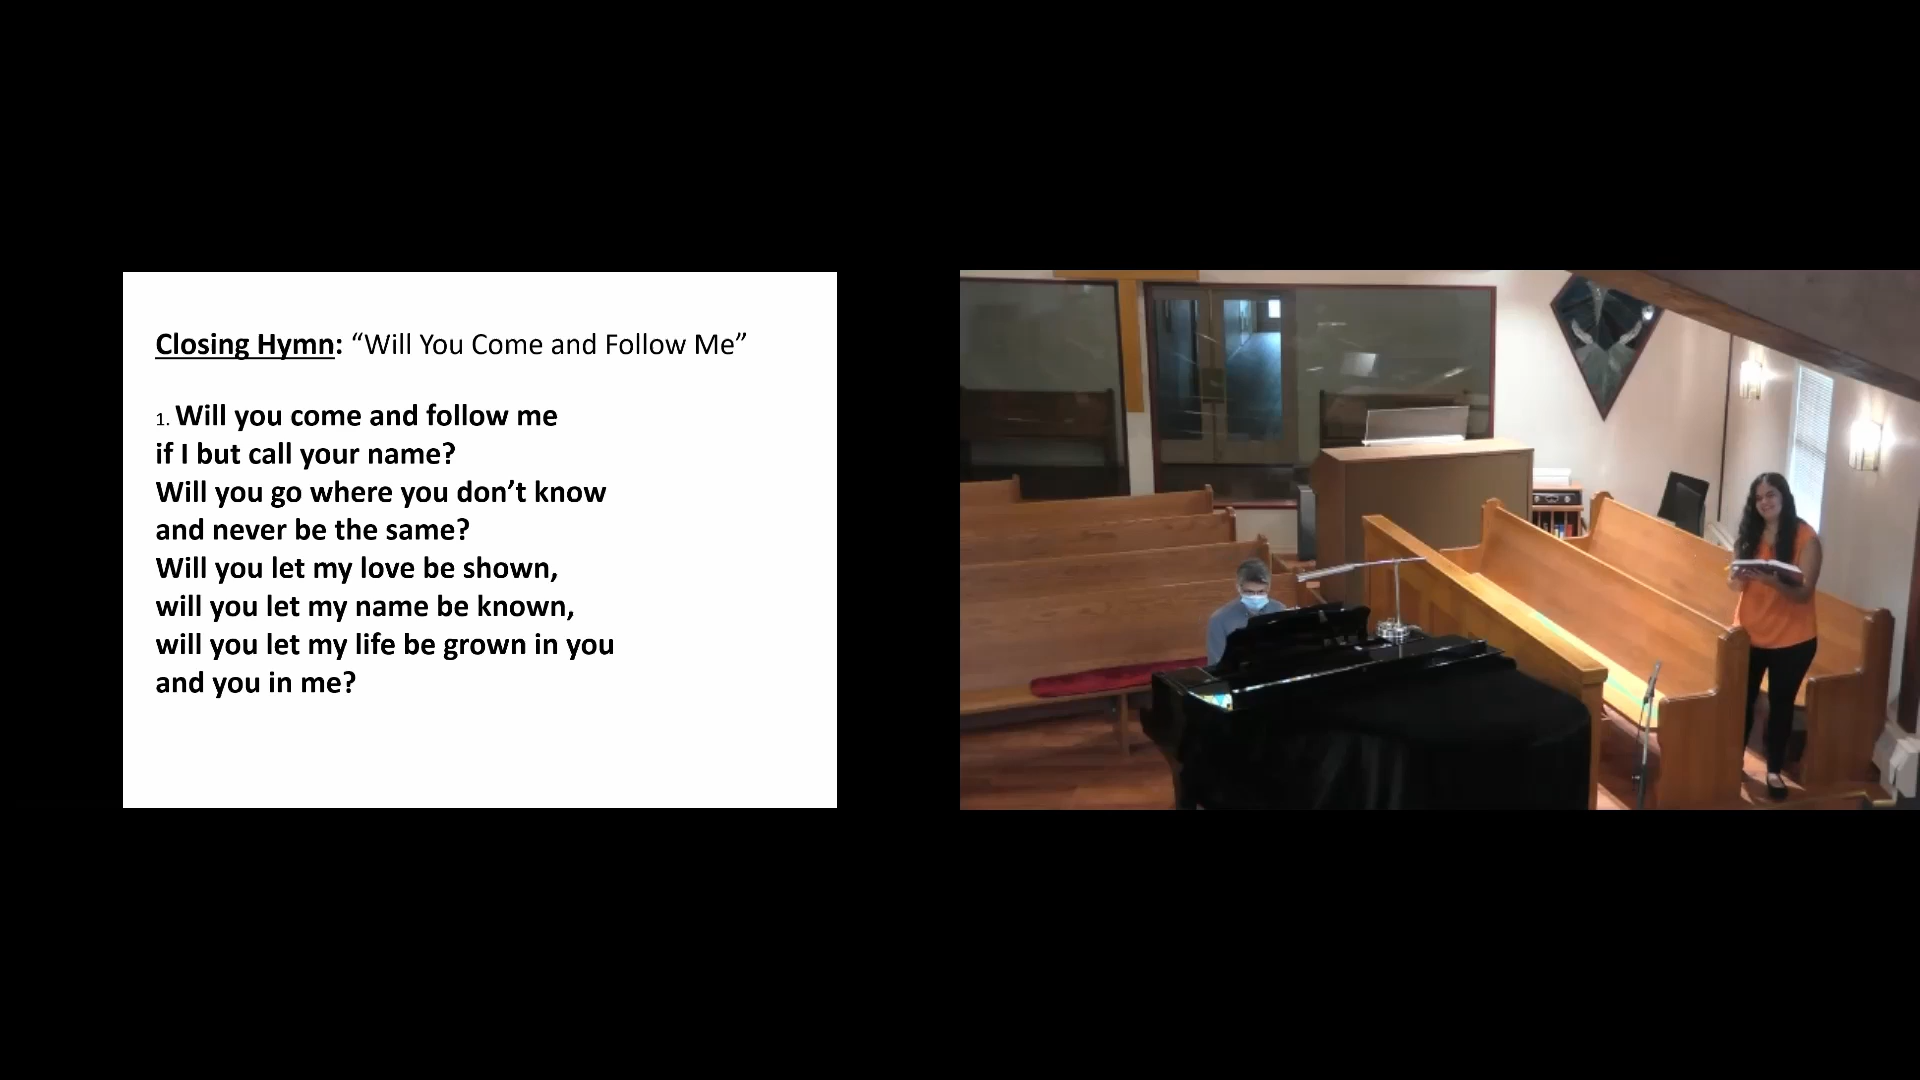 Closing Hymn: “Will You Come and Follow Me”
1. Will you come and follow me
if I but call your name?
Will you go where you don’t know
and never be the same?
Will you let my love be shown,
will you let my name be known,
will you let my life be grown in you
and you in me?